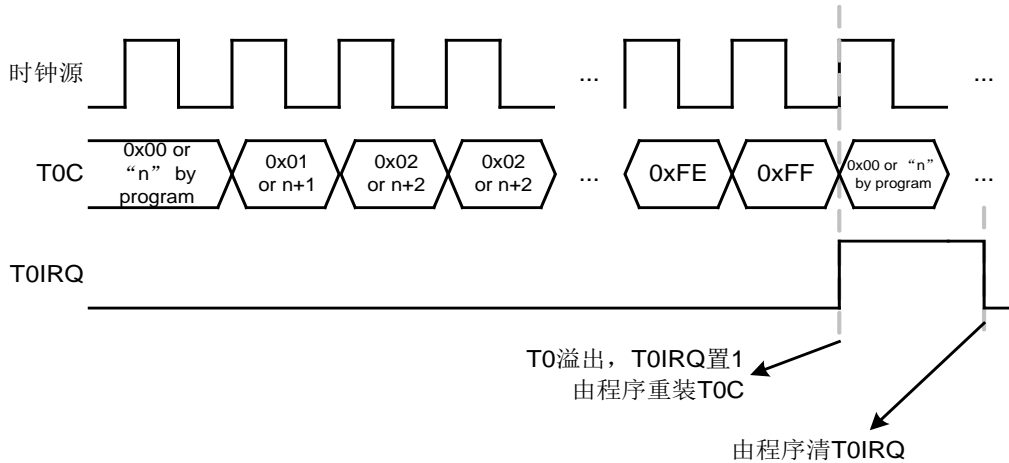 时钟源
...
...
T0C
0x00 or
“n” by
program
0x01
or n+1
0x02
or n+2
0x02
or n+2
...
0xFE
0xFF
0x00 or “n”
by program
...
T0IRQ
T0溢出，T0IRQ置1
由程序重装T0C
由程序清T0IRQ